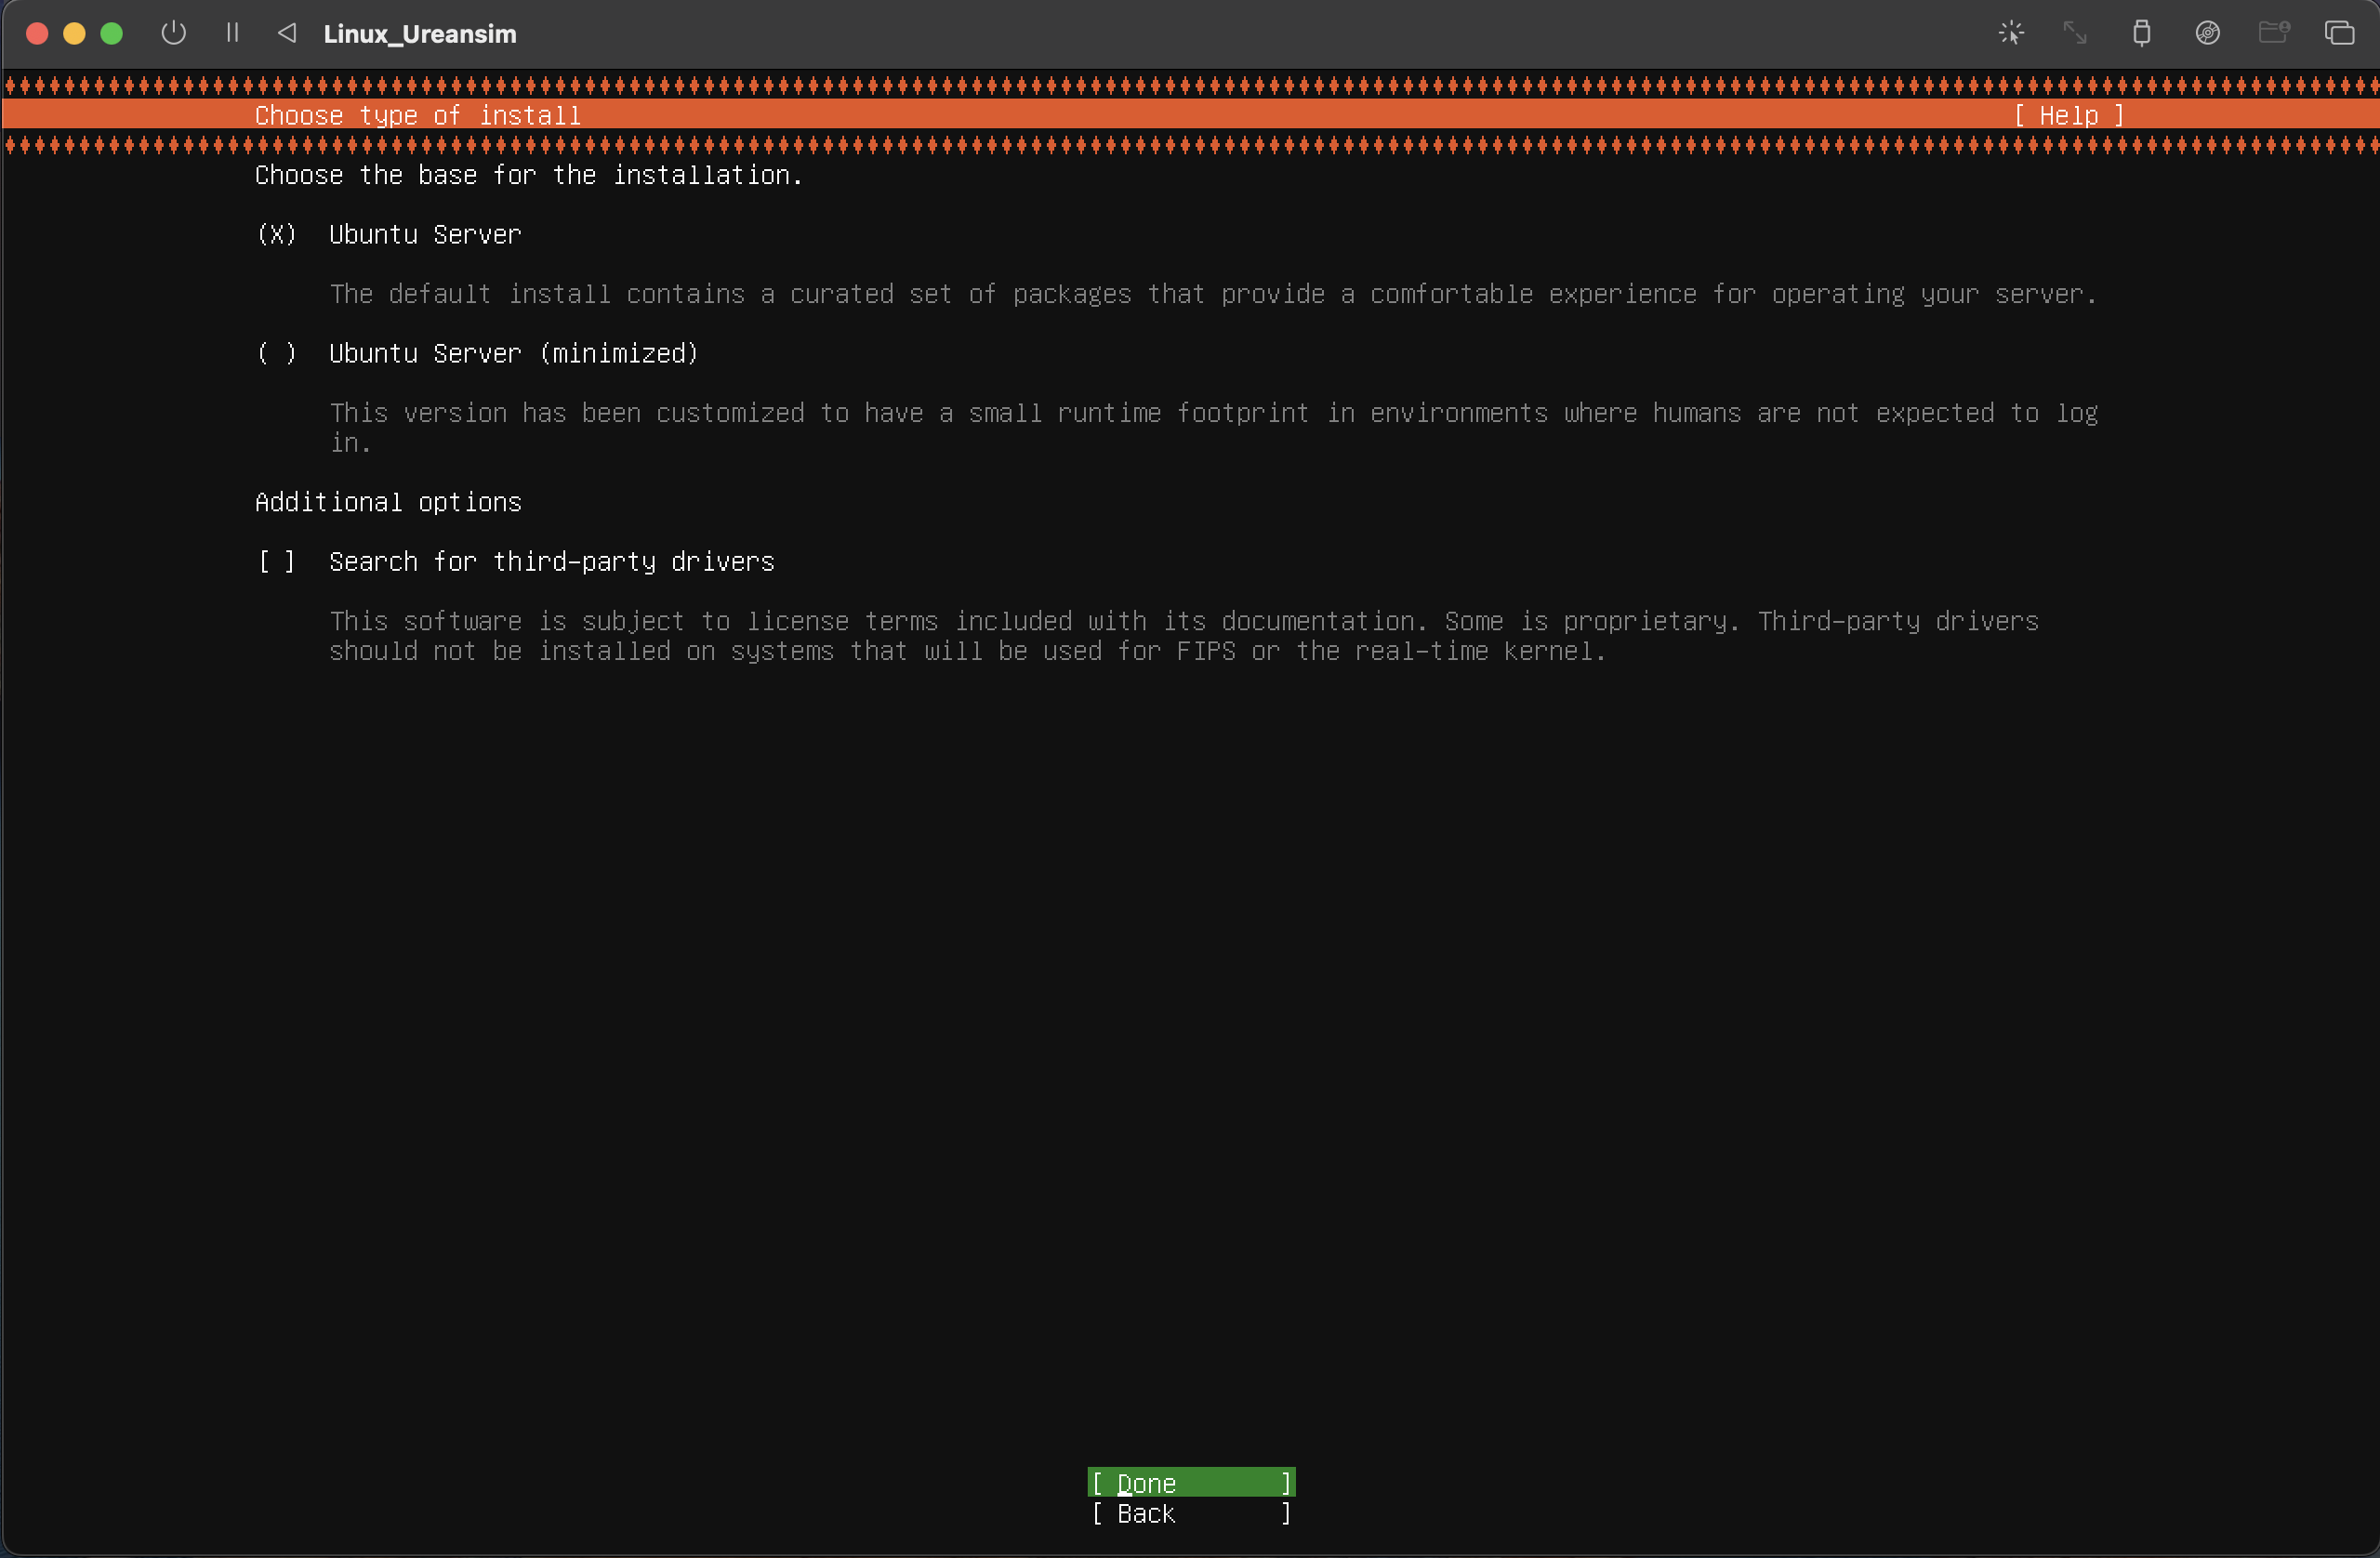 Linux_Ureansim
Choose type of install [ Help ]
Choose the base for the installation.
(X) Ubuntu Server
The default install contains a curated set of packages that provide a comfortable experience for operating your server.
( ) Ubuntu Server (minimized)
This version has been customized to have a small runtime footprint in environments where humans are not expected to log
in.
Additional options
[ ] Search for third-party drivers
This software is subject to license terms included with its documentation. Some is proprietary. Third-party drivers
should not be installed on systems that will be used for FIPS or the real-time kernel.
[ Done ]
[ Back ]